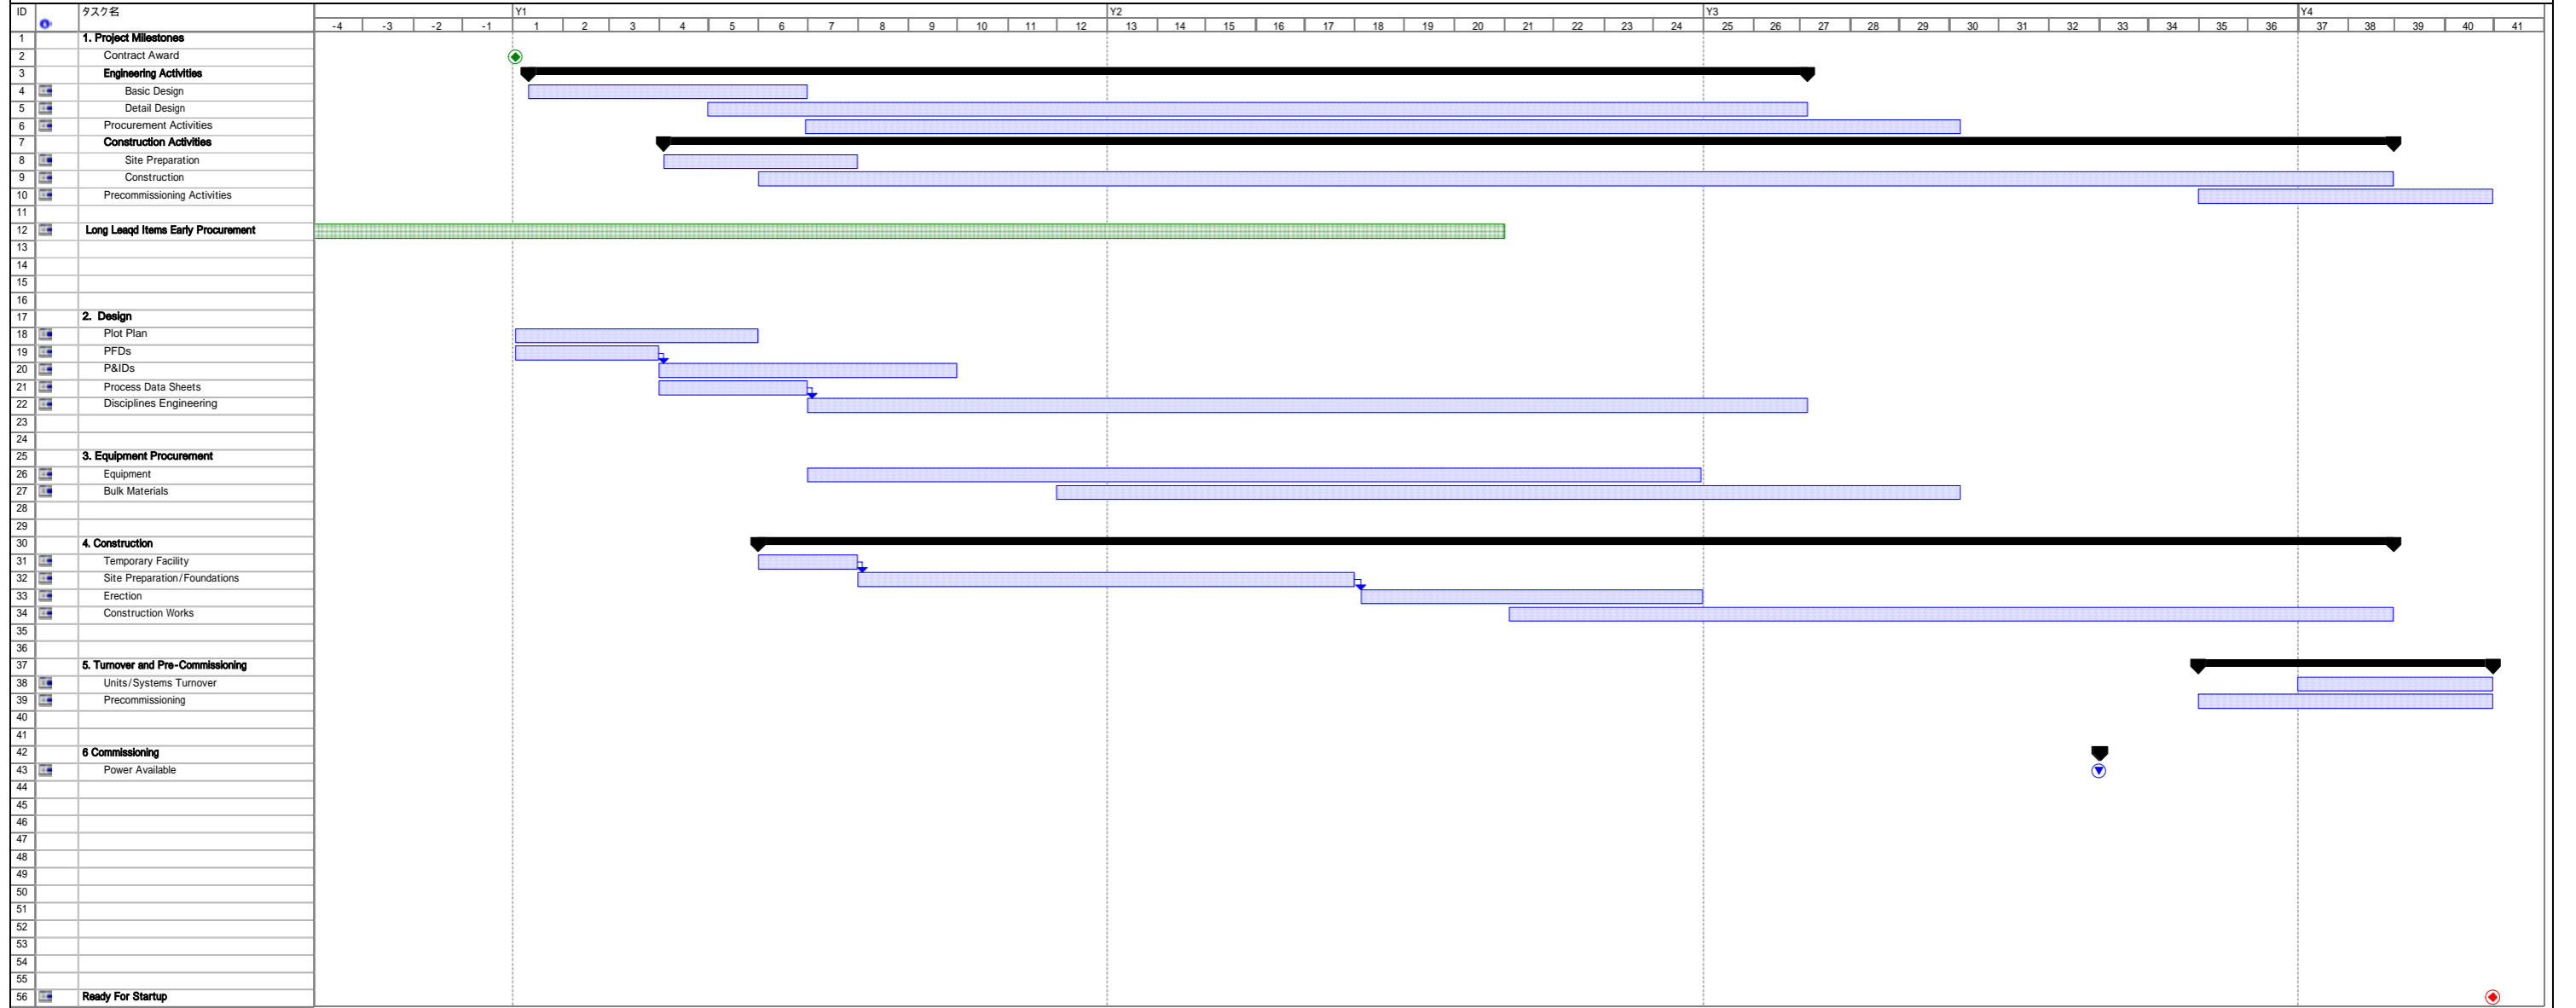 ID タスク名 Y1 Y2 Y3 Y4
-4 -3 -2 -1 1 2 3 4 5 6 7 8 9 10 11 12 13 14 15 16 17 18 19 20 21 22 23 24 25 26 27 28 29 30 31 32 33 34 35 36 37 38 39 40 41
1 1. Project Milestones
2 Contract Award
3 Engineering Activities
4 Basic Design
5 Detail Design
6 Procurement Activities
7 Construction Activities
8 Site Preparation
9 Construction
10 Precommissioning Activities
11
12 Long Leaqd Items Early Procurement
13
14
15
16
17 2. Design
18 Plot Plan
19 PFDs
20 P&IDs
21 Process Data Sheets
22 Disciplines Engineering
23
24
25 3. Equipment Procurement
26 Equipment
27 Bulk Materials
28
29
30 4. Construction
31 Temporary Facility
32 Site Preparation/Foundations
33 Erection
34 Construction Works
35
36
37 5. Turnover and Pre-Commissioning
38 Units/Systems Turnover
39 Precommissioning
40
41
42 6 Commissioning
43 Power Available
44
45
46
47
48
49
50
51
52
53
54
55
56 Ready For Startup